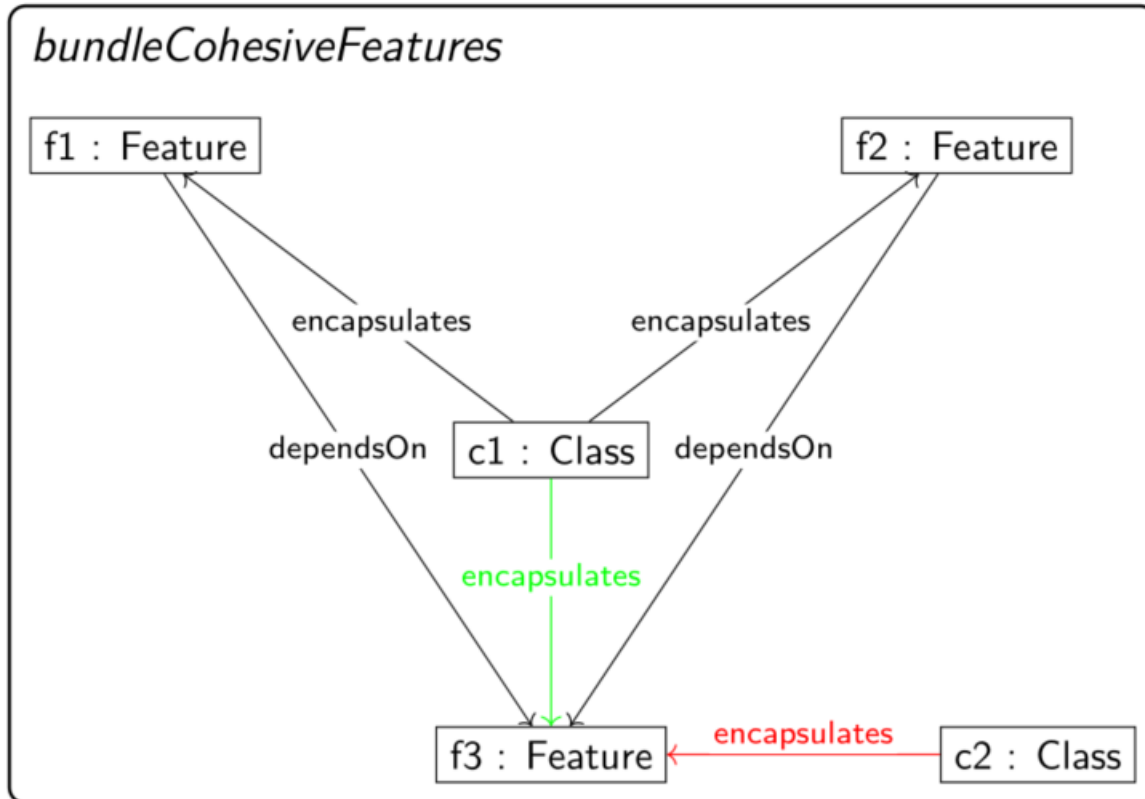 bundleCohesiveFeatures
f1 : Feature
f2 : Feature
encapsulates
encapsulates
dependsOn
c1 : Class
dependsOn
encapsulates
encapsulates
f3 : Feature
c2 : Class